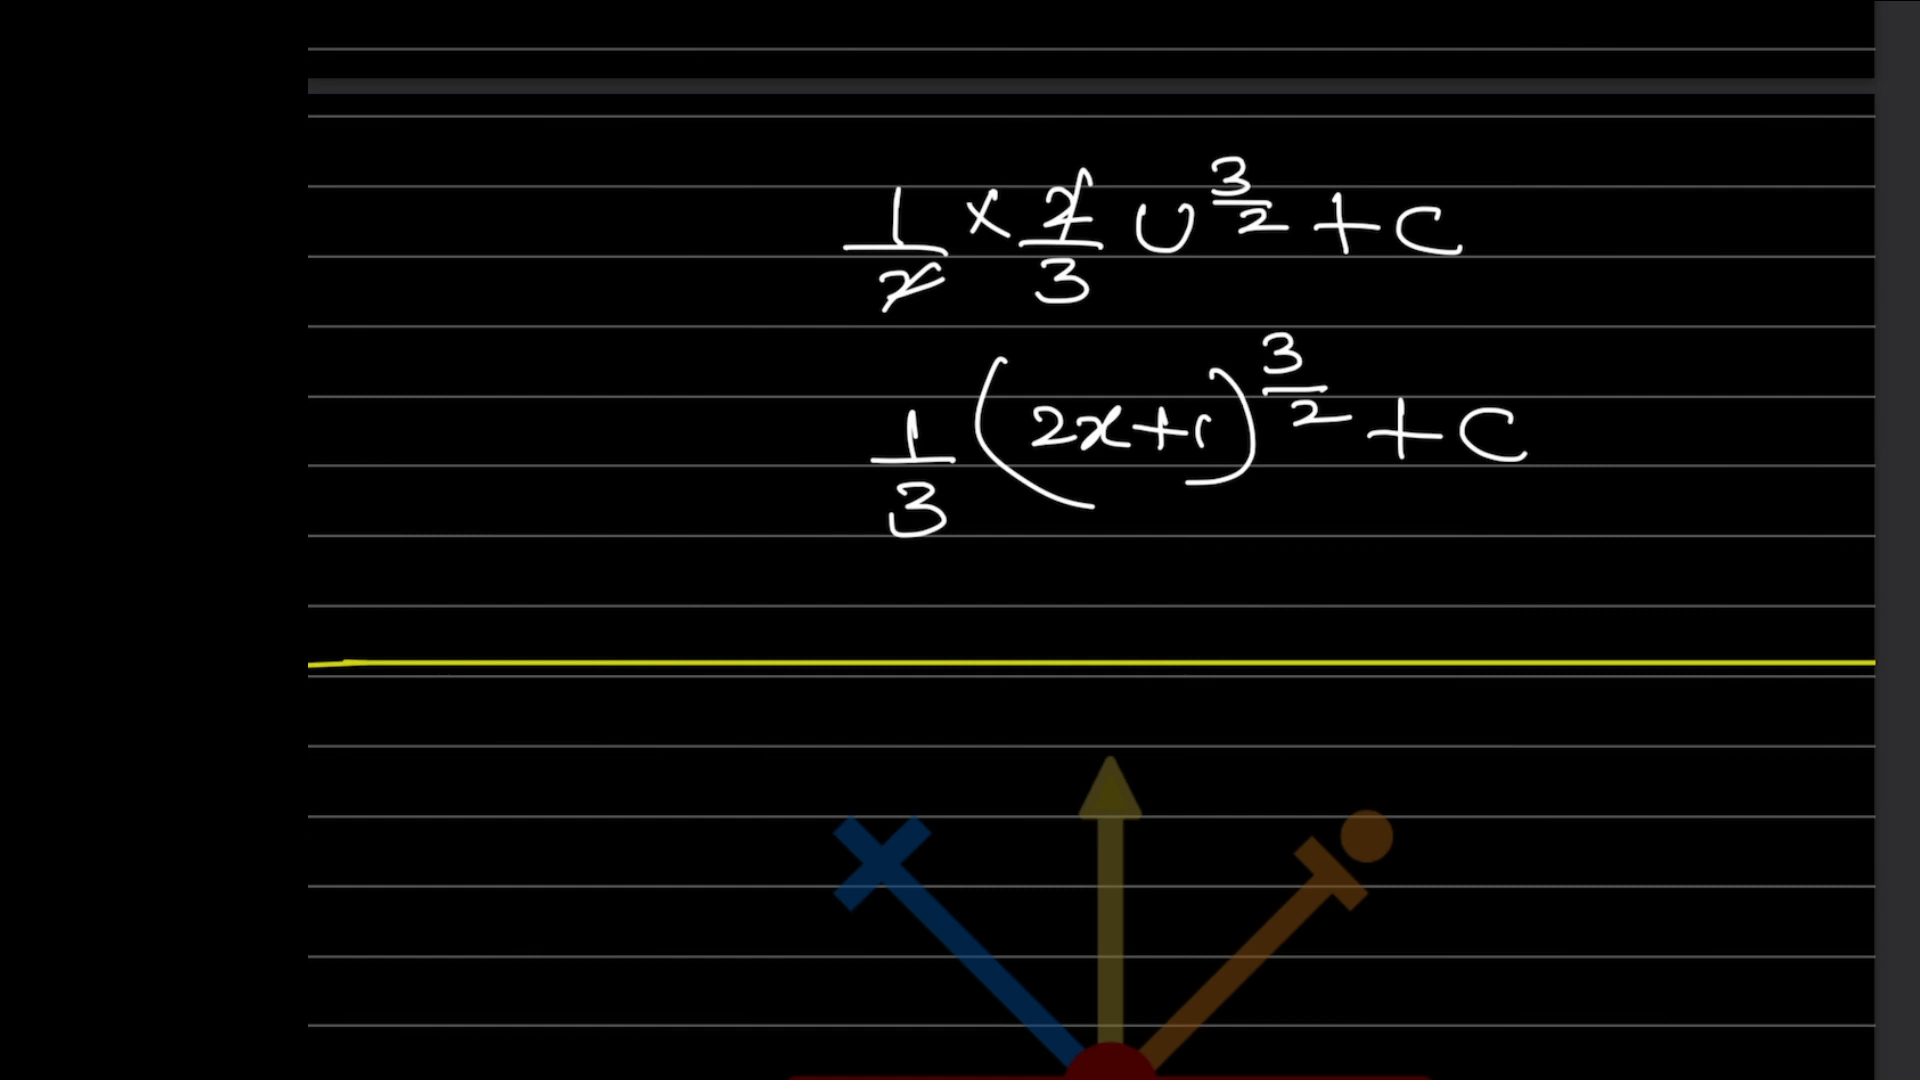 1/2 × 2/3 U^3/2 + C
1/3 (2x+1)^3/2 + C